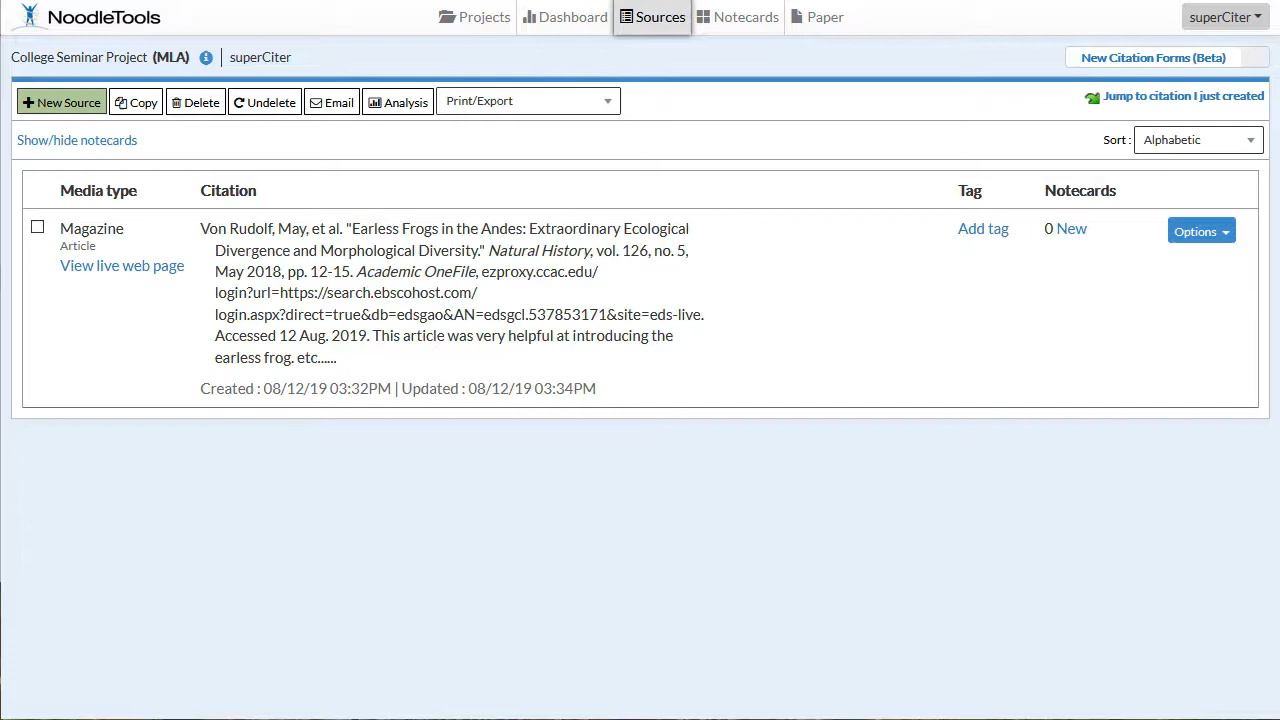 NoodleTools
Projects
Dashboard
Sources
Notecards
Paper
superCiter
College Seminar Project (MLA)
superCiter
New Citation Forms (Beta)
New Source
Copy
Delete
Undelete
Email
Analysis
Print/Export
Jump to citation I just created
Show/hide notecards
Sort :
Alphabetic
Media type
Citation
Tag
Notecards
Magazine
Article
View live web page
Von Rudolf, May, et al. "Earless Frogs in the Andes: Extraordinary Ecological
Divergence and Morphological Diversity." Natural History, vol. 126, no. 5,
May 2018, pp. 12-15. Academic OneFile, ezproxy.ccac.edu/
login?url=https://search.ebscohost.com/
login.aspx?direct=true&db=edsgao&AN=edsgcl.537853171&site=eds-live.
Accessed 12 Aug. 2019. This article was very helpful at introducing the
earless frog. etc......
Created : 08/12/19 03:32PM | Updated : 08/12/19 03:34PM
Add tag
0 New
Options